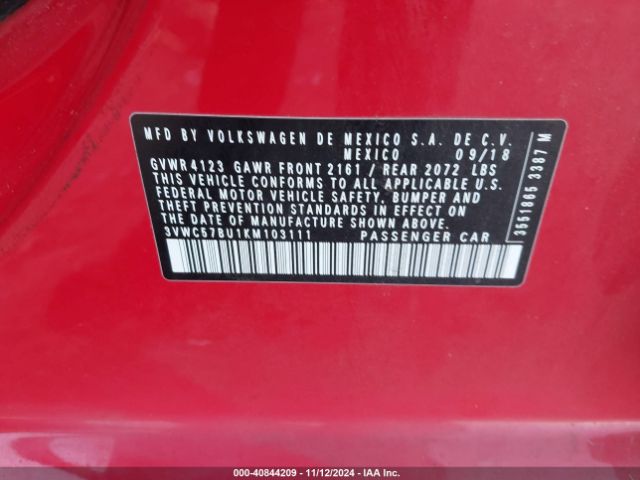 MFD BY VOLKSWAGEN DE MEXICO S.A. DE C.V.
MEXICO 09/18
GVWR 4123 GAWR FRONT 2161 / REAR 2072 LBS
THIS VEHICLE CONFORMS TO ALL APPLICABLE U.S.
FEDERAL MOTOR VEHICLE SAFETY, BUMPER AND
THEFT PREVENTION STANDARDS IN EFFECT ON
THE DATE OF MANUFACTURE SHOWN ABOVE.
3VWC57BU1KM103111 PASSENGER CAR
3551865 3387 M
000-40844209 - 11/12/2024 - IAA Inc.